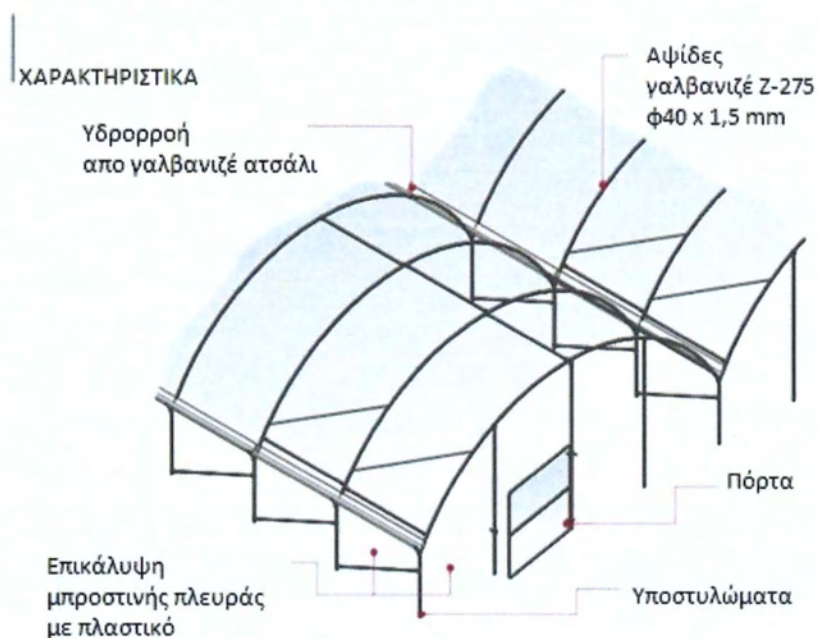 ΧΑΡΑΚΤΗΡΙΣΤΙΚΑ
Υδρορροή
απο γαλβανιζέ ατσάλι
Αψίδες
γαλβανιζέ Z-275
φ40 x 1,5 mm
Πόρτα
Υποστυλώματα
Επικάλυψη
μπροστινής πλευράς
με πλαστικό